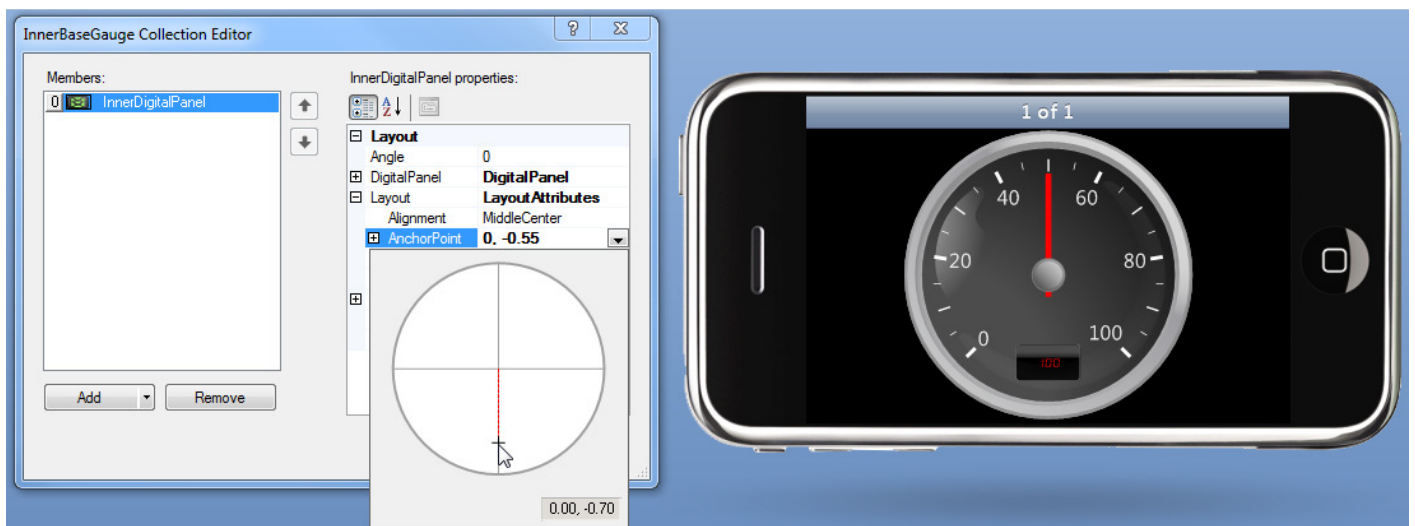 InnerBaseGauge Collection Editor
?
Members:
InnerDigitalPanel properties:
0 InnerDigitalPanel
A
Z
Layout
Angle 0
DigitalPanel DigitalPanel
Layout LayoutAttributes
Alignment MiddleCenter
AnchorPoint 0, -0.55
Add
Remove
0.00, -0.70
1 of 1
40 60
20 80
0 100
100